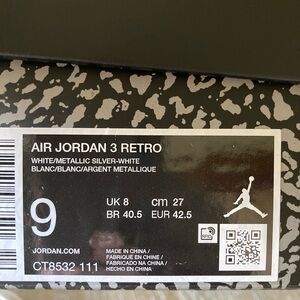 AIR JORDAN 3 RETRO
WHITE/METALLIC SILVER-WHITE
BLANC/BLANC/ARGENT METALLIQUE
9
UK 8 cm 27
BR 40.5 EUR 42.5
JORDAN.COM
CT8532 111
MADE IN CHINA /
FABRIQUE EN CHINE /
FABRICADO NA CHINA /
HECHO EN CHINA